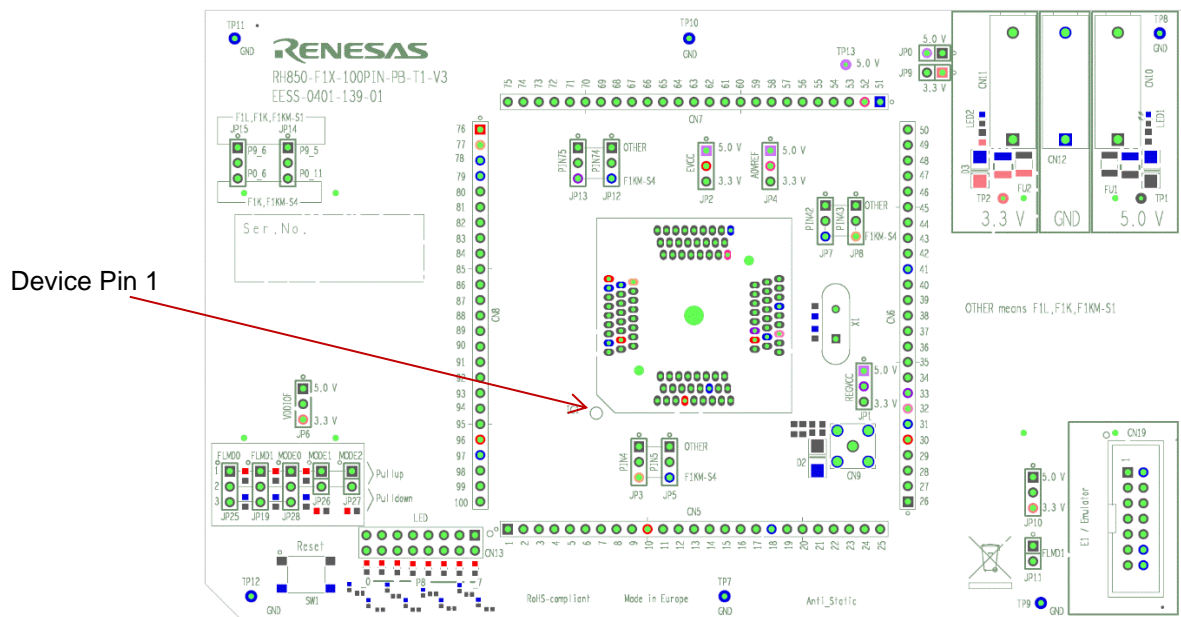 TP11
GND
RENESAS
RH850-F1X-100PIN-PB-T1-V3
EESS-0401-139-01
F1L,F1K,F1KM-S1
JP15 JP14
P9_6 P9_5
P0_6 P0_11
F1K,F1KM-S4
Ser.No.
Device Pin 1
TP10
GND
TP13
5.0 V
5.0 V
JP0
JP9
3.3 V
TP8
GND
CN11
CN10
CN12
LED2
LED1
D3
FU2
FU1
TP2
TP1
3.3 V GND 5.0 V
75 74 73 72 71 70 69 68 67 66 65 64 63 62 61 60 59 58 57 56 55 54 53 52 51
CN7
76
77
78
79
80
81
82
83
84
85
86
87
88
89
90
91
92
93
94
95
96
97
98
99
100
CN8
PIN75 PIN74
OTHER
F1KM-S4
JP13 JP12
EVCC
5.0 V
3.3 V
JP2
A0VREF
5.0 V
3.3 V
JP4
PIN42 PIN43
OTHER
F1KM-S4
JP7 JP8
50
49
48
47
46
45
44
43
42
41
40
39
38
37
36
35
34
33
32
31
30
29
28
27
26
CN6
X1
OTHER means F1L,F1K,F1KM-S1
REGVCC
5.0 V
3.3 V
JP1
D2
CN9
PIN4 PIN5
OTHER
F1KM-S4
JP3 JP5
VDDIOF
5.0 V
3.3 V
JP6
FLMD0 FLMD1 MODE0 MODE1 MODE2
1
2
3
Pullup
Pulldown
JP25 JP19 JP28 JP26 JP27
LED
CN13
_0 P8 _7
Reset
SW1
TP12
GND
CN5
1 2 3 4 5 6 7 8 9 10 11 12 13 14 15 16 17 18 19 20 21 22 23 24 25
RoHS-compliant Made in Europe Anti_Static
TP7
GND
TP9
GND
5.0 V
3.3 V
JP10
FLMD1
JP11
CN19
1
E1 / Emulator